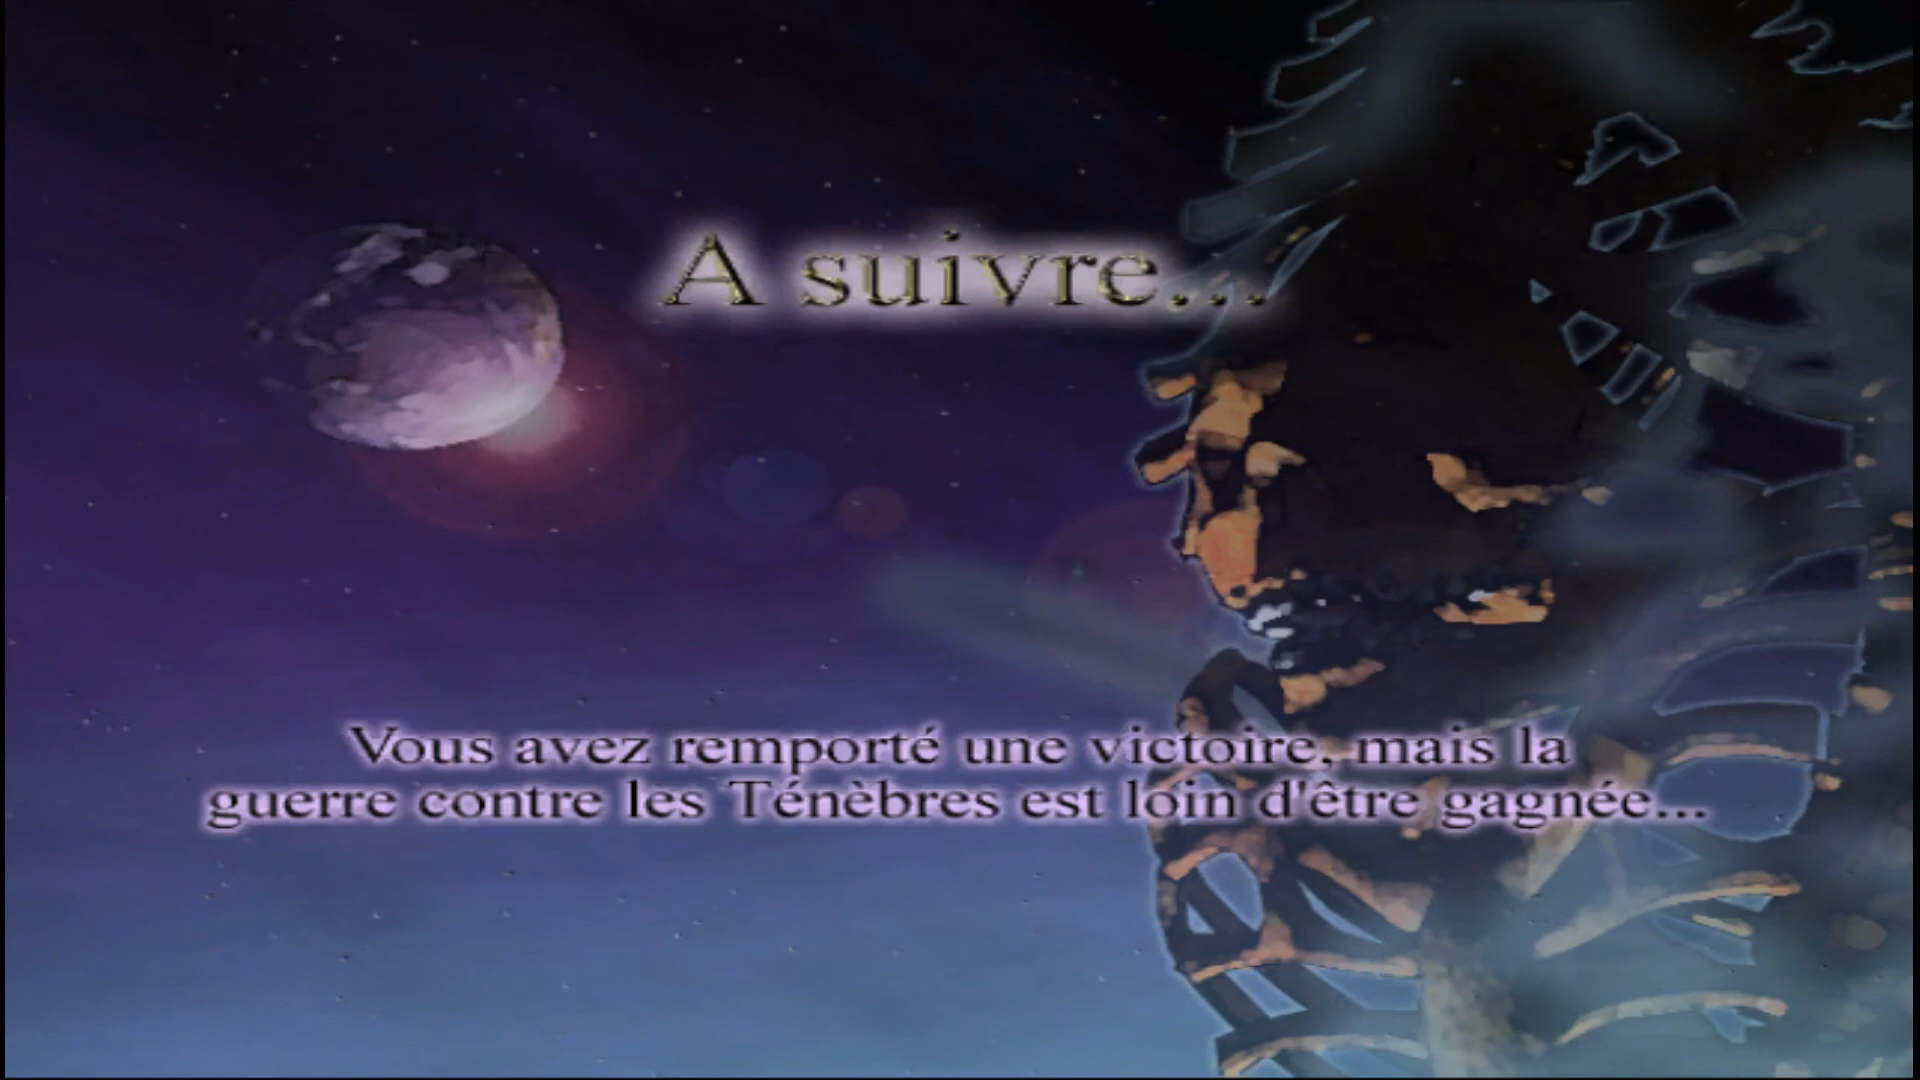 A suivre...
Vous avez remporté une victoire, mais la
guerre contre les Ténèbres est loin d'être gagnée...